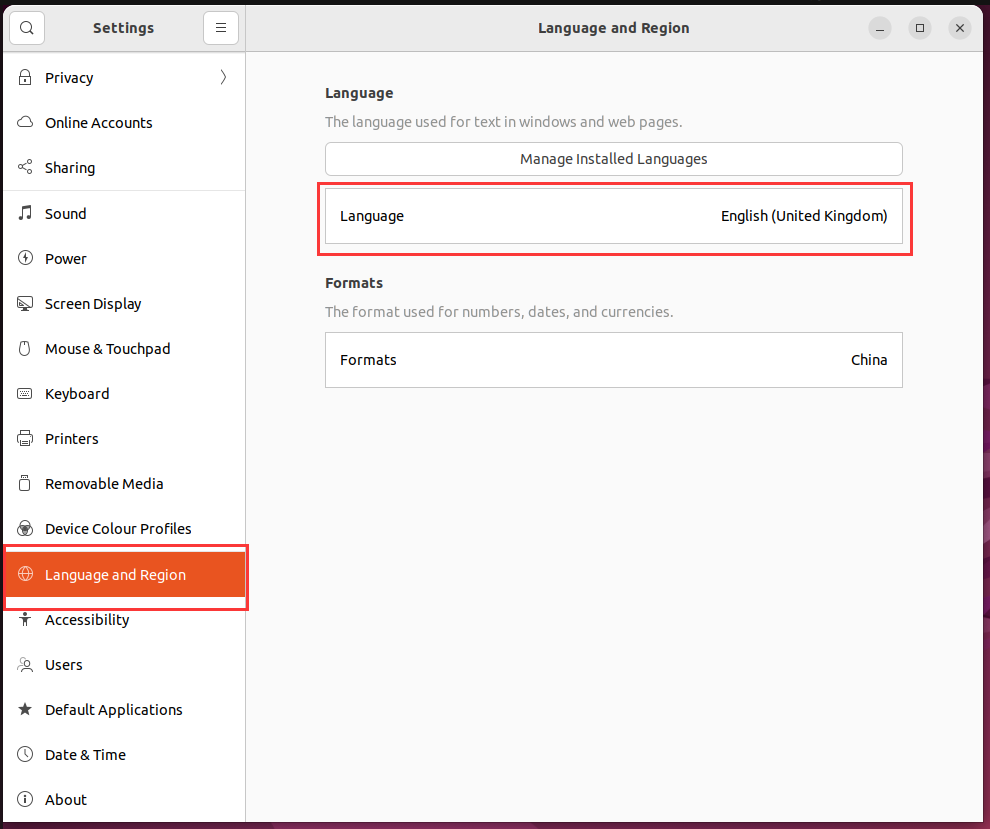 Settings
Language and Region
Privacy
Online Accounts
Sharing
Sound
Power
Screen Display
Mouse & Touchpad
Keyboard
Printers
Removable Media
Device Colour Profiles
Language and Region
Accessibility
Users
Default Applications
Date & Time
About
Language
The language used for text in windows and web pages.
Manage Installed Languages
Language English (United Kingdom)
Formats
The format used for numbers, dates, and currencies.
Formats China